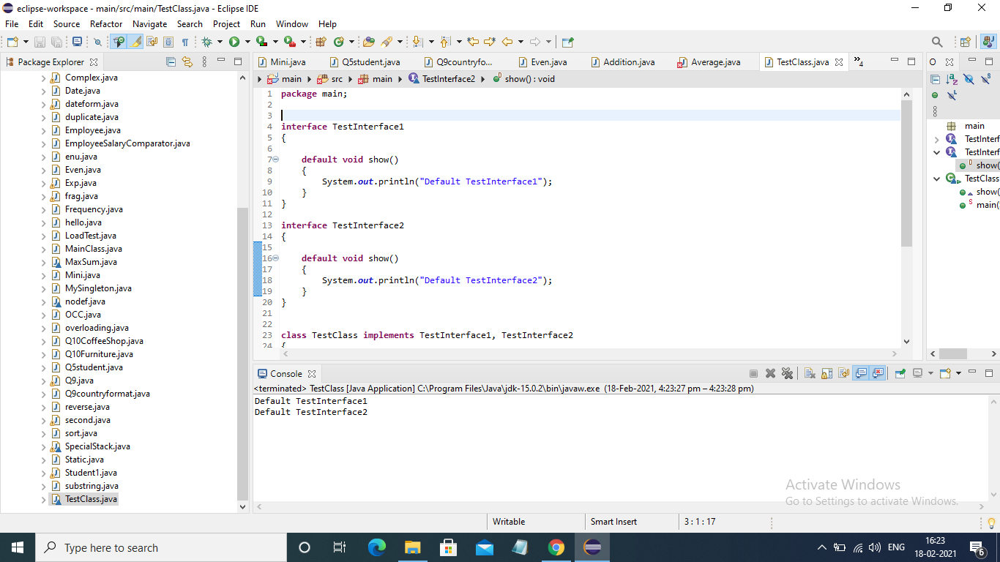 eclipse-workspace - main/src/main/TestClass.java - Eclipse IDE
File Edit Source Refactor Navigate Search Project Run Window Help
Package Explorer
Complex.java
Date.java
dateform.java
duplicate.java
Employee.java
EmployeeSalaryComparator.java
enu.java
Even.java
Exp.java
frag.java
Frequency.java
hello.java
LoadTest.java
MainClass.java
MaxSum.java
Mini.java
MySingleton.java
nodef.java
OCC.java
overloading.java
Q10CoffeeShop.java
Q10Furniture.java
Q5student.java
Q9.java
Q9countryformat.java
reverse.java
second.java
sort.java
SpecialStack.java
Static.java
Student1.java
substring.java
TestClass.java
Mini.java Q5student.java Q9countryfo... Even.java Addition.java Average.java TestClass.java »4
main src main TestInterface2 show() : void
1 package main;
2
3
4 interface TestInterface1
5 {
6
7 default void show()
8 {
9 System.out.println("Default TestInterface1");
10 }
11 }
12
13 interface TestInterface2
14 {
15
16 default void show()
17 {
18 System.out.println("Default TestInterface2");
19 }
20 }
21
22
23 class TestClass implements TestInterface1, TestInterface2
24 {
O
main
TestInterf
TestInterf
show(
TestClass
show(
main(
Console
<terminated> TestClass [Java Application] C:\Program Files\Java\jdk-15.0.2\bin\javaw.exe (18-Feb-2021, 4:23:27 pm – 4:23:28 pm)
Default TestInterface1
Default TestInterface2
Activate Windows
Go to Settings to activate Windows.
Writable Smart Insert 3 : 1 : 17
Type here to search
ENG
16:23
18-02-2021
6